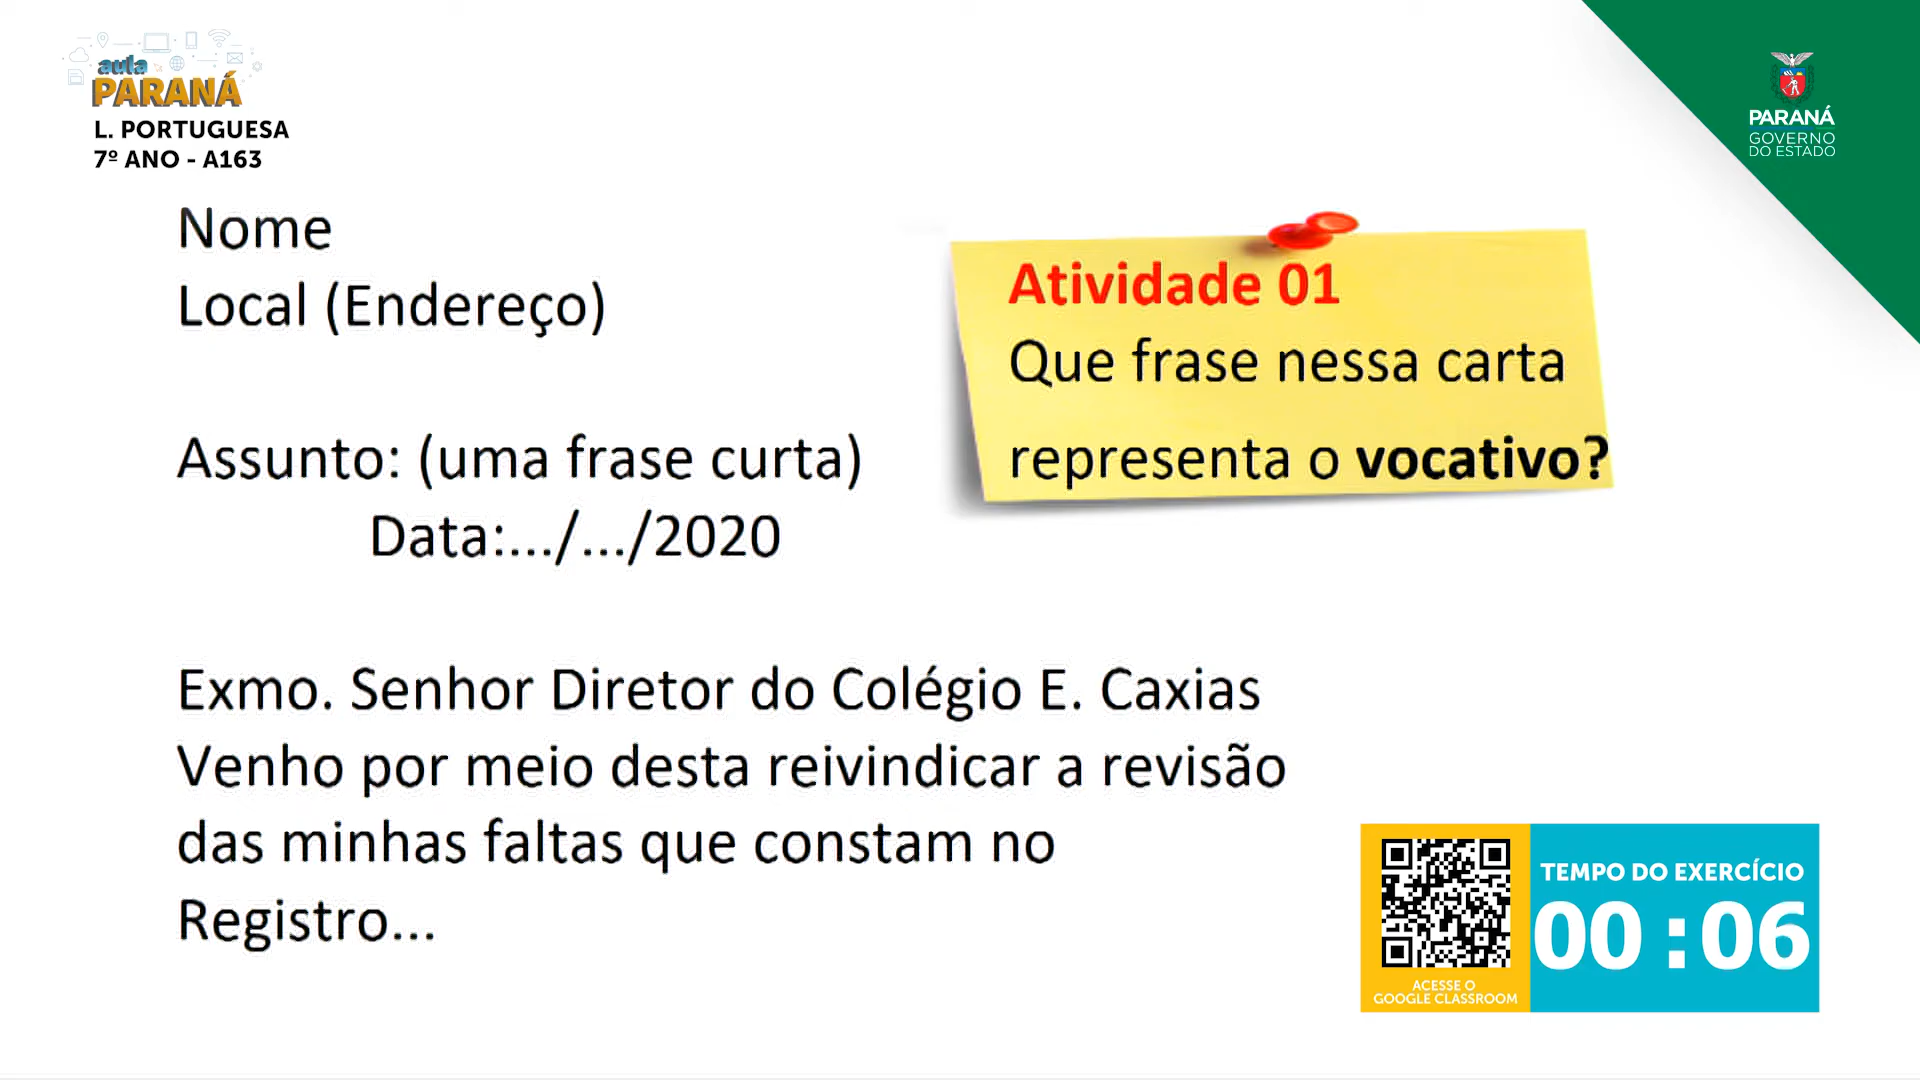 aula
PARANÁ
L. PORTUGUESA
7º ANO - A163
PARANÁ
GOVERNO
DO ESTADO
Nome
Local (Endereço)
Assunto: (uma frase curta)
Data:.../.../2020
Atividade 01
Que frase nessa carta
representa o vocativo?
Exmo. Senhor Diretor do Colégio E. Caxias
Venho por meio desta reivindicar a revisão
das minhas faltas que constam no
Registro...
TEMPO DO EXERCÍCIO
00:06
ACESSE O
GOOGLE CLASSROOM